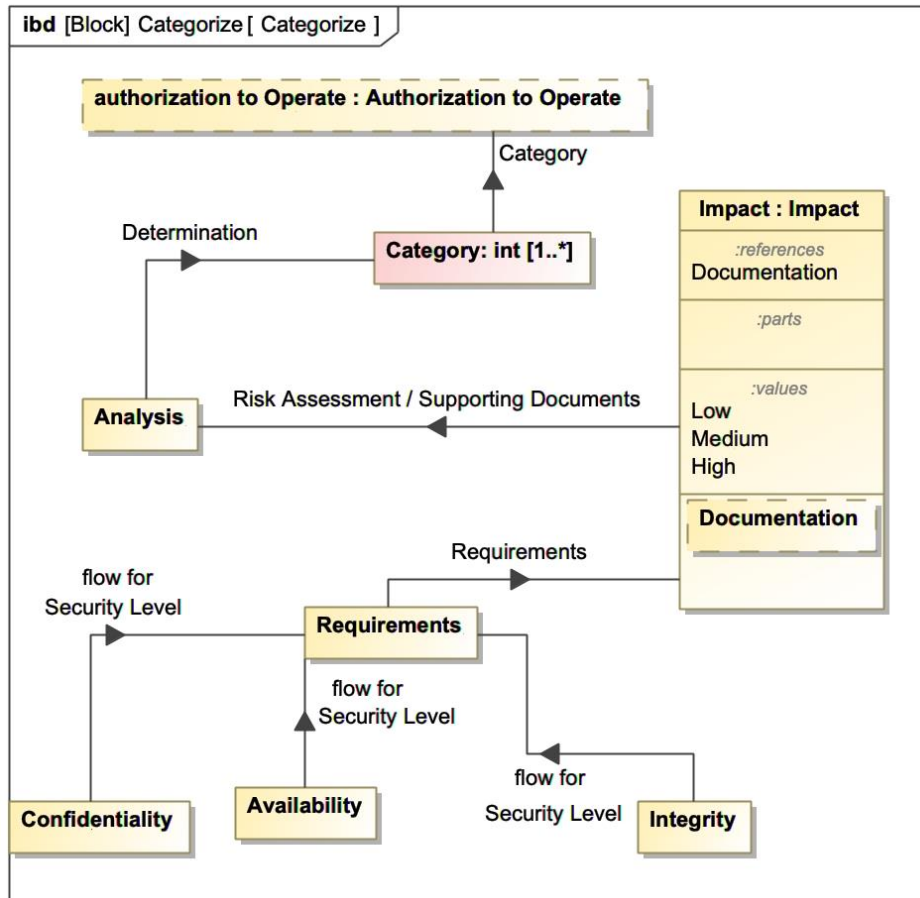 ibd [Block] Categorize [ Categorize ]
authorization to Operate : Authorization to Operate
Category
Impact : Impact
Determination
Category: int [1..*]
:references
Documentation
:parts
Analysis
Risk Assessment / Supporting Documents
:values
Low
Medium
High
Documentation
Requirements
flow for
Security Level
Requirements
flow for
Security Level
flow for
Security Level
Confidentiality
Availability
Integrity